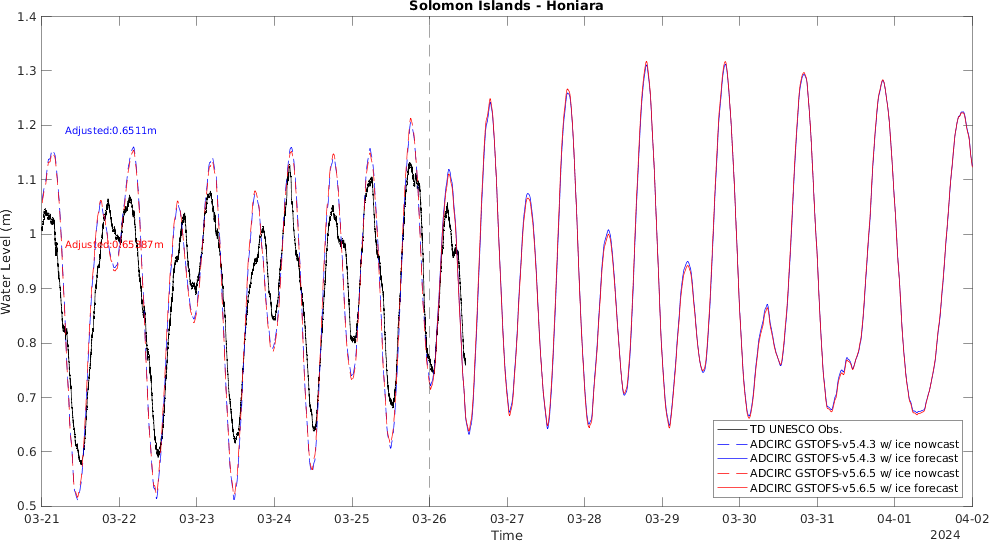 Solomon Islands - Honiara
1.4
1.3
1.2
1.1
1
0.9
0.8
0.7
0.6
0.5
Water Level (m)
Adjusted:0.6511m
03-21
03-22
03-23
03-24
03-25
03-26
03-27
03-28
03-29
03-30
03-31
04-01
04-02
Time
2024
TD UNESCO Obs.
ADCIRC GSTOFS-v5.4.3 w/ ice nowcast
ADCIRC GSTOFS-v5.4.3 w/ ice forecast
ADCIRC GSTOFS-v5.6.5 w/ ice nowcast
ADCIRC GSTOFS-v5.6.5 w/ ice forecast